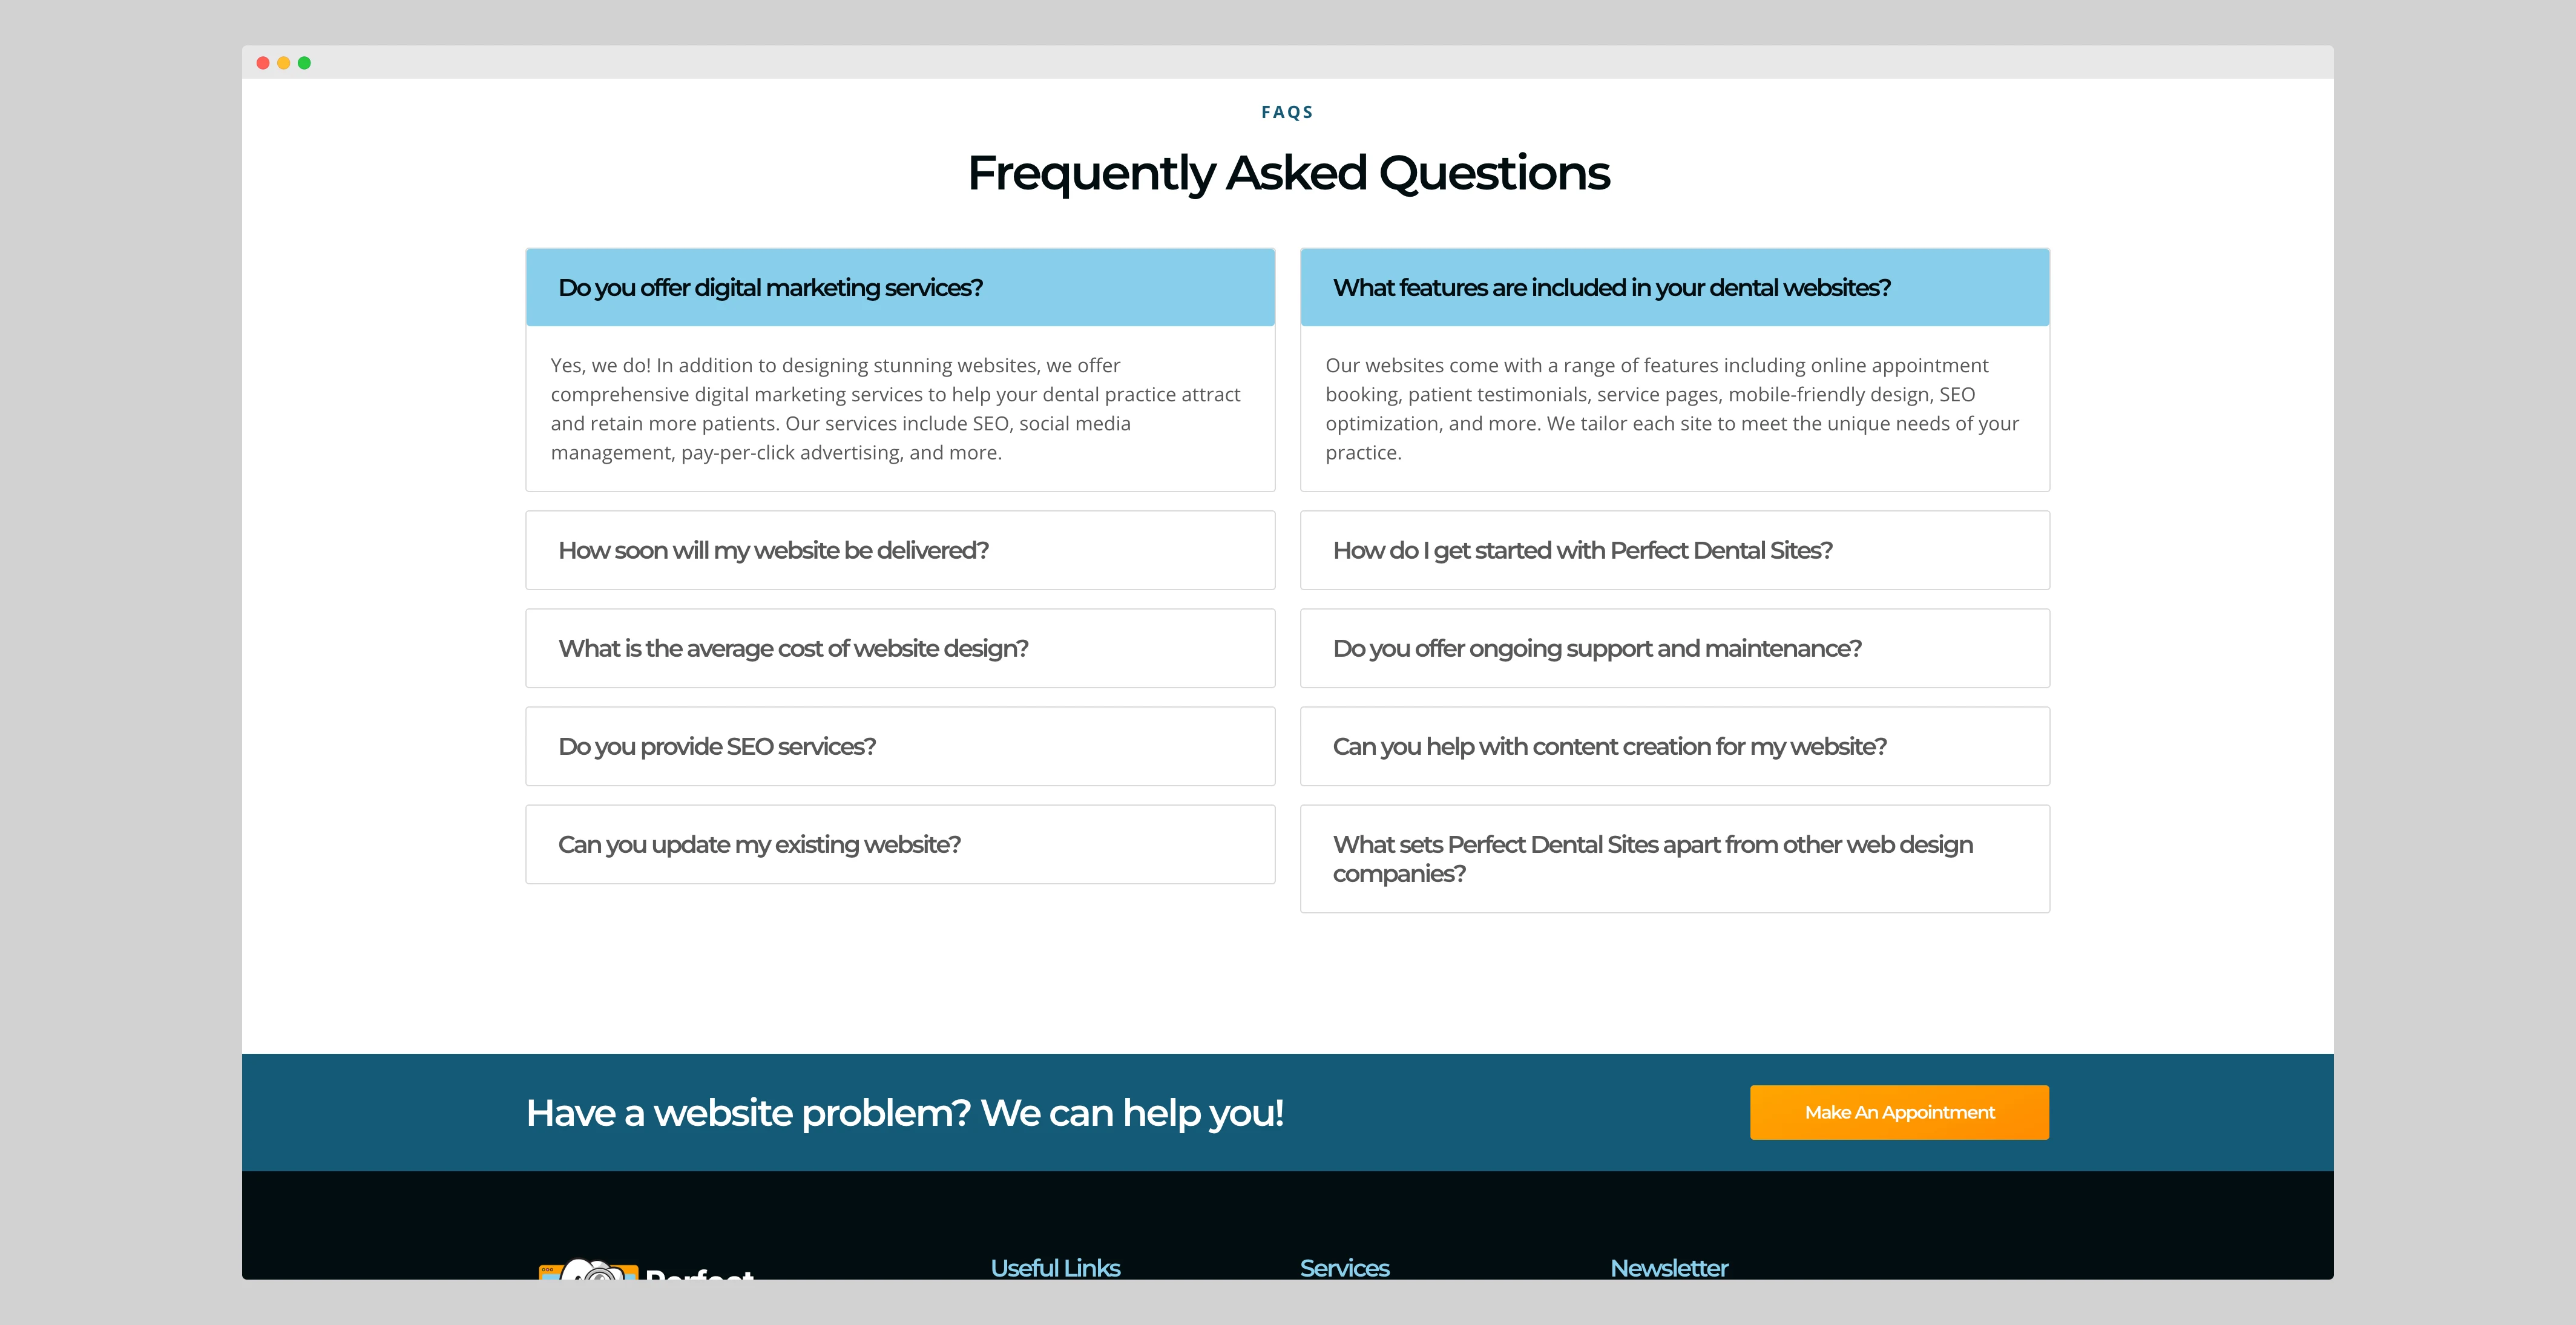 FAQS
Frequently Asked Questions
Do you offer digital marketing services?
Yes, we do! In addition to designing stunning websites, we offer
comprehensive digital marketing services to help your dental practice attract
and retain more patients. Our services include SEO, social media
management, pay-per-click advertising, and more.
How soon will my website be delivered?
What is the average cost of website design?
Do you provide SEO services?
Can you update my existing website?
What features are included in your dental websites?
Our websites come with a range of features including online appointment
booking, patient testimonials, service pages, mobile-friendly design, SEO
optimization, and more. We tailor each site to meet the unique needs of your
practice.
How do I get started with Perfect Dental Sites?
Do you offer ongoing support and maintenance?
Can you help with content creation for my website?
What sets Perfect Dental Sites apart from other web design
companies?
Have a website problem? We can help you!
Make An Appointment
Perfect
Useful Links
Services
Newsletter